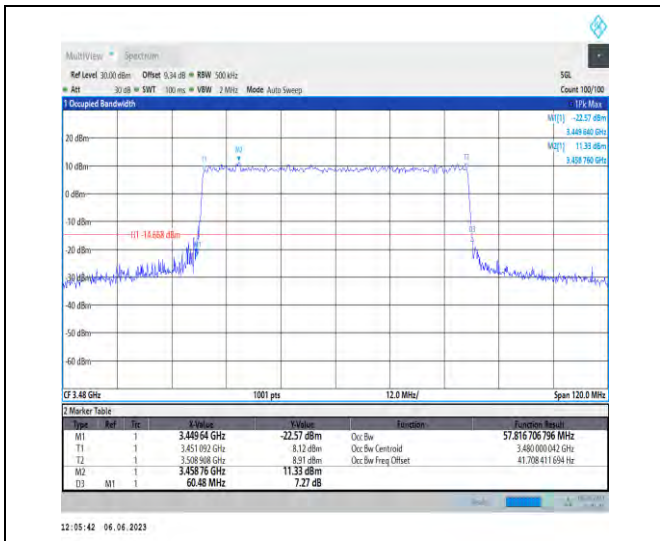 MultiView Spectrum
Ref Level 30.00 dBm Offset 9.34 dB RBW 500 kHz SGL
Att 30 dB SWT 100 ms VBW 2 MHz Mode Auto Sweep Count 100/100
1 Occupied Bandwidth 1Pk Max
M1[1] -22.57 dBm
3.449 640 GHz
M2[1] 11.33 dBm
3.458 760 GHz
20 dBm
M2
T1
T2
10 dBm
0 dBm
-10 dBm
H1 -14.668 dBm
D3
M1
-20 dBm
-30 dBm
-40 dBm
-50 dBm
-60 dBm
CF 3.48 GHz 1001 pts 12.0 MHz/ Span 120.0 MHz
2 Marker Table
Type Ref Trc X-Value Y-Value Function Function Result
M1 1 3.449 64 GHz -22.57 dBm Occ Bw 57.816 706 796 MHz
T1 1 3.451 092 GHz 8.12 dBm Occ Bw Centroid 3.480 000 042 GHz
T2 1 3.508 908 GHz 8.91 dBm Occ Bw Freq Offset 41.708 411 694 Hz
M2 1 3.458 76 GHz 11.33 dBm
D3 M1 1 60.48 MHz 7.27 dB
12:05:42 06.06.2023